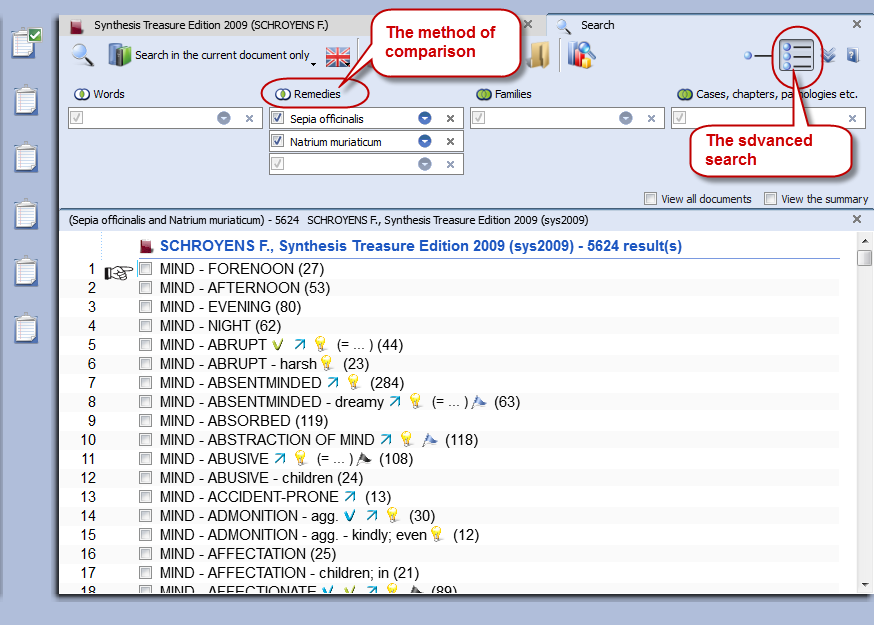 Synthesis Treasure Edition 2009 (SCHROYENS F.)
Search
The method of
comparison
Search in the current document only
Words
Remedies
Families
Cases, chapters, pathologies etc.
Sepia officinalis
Natrium muriaticum
The sdvanced
search
View all documents
View the summary
(Sepia officinalis and Natrium muriaticum) - 5624 SCHROYENS F., Synthesis Treasure Edition 2009 (sys2009)
SCHROYENS F., Synthesis Treasure Edition 2009 (sys2009) - 5624 result(s)
1 MIND - FORENOON (27)
2 MIND - AFTERNOON (53)
3 MIND - EVENING (80)
4 MIND - NIGHT (62)
5 MIND - ABRUPT (= ... ) (44)
6 MIND - ABRUPT - harsh (23)
7 MIND - ABSENTMINDED (284)
8 MIND - ABSENTMINDED - dreamy (= ... ) (63)
9 MIND - ABSORBED (119)
10 MIND - ABSTRACTION OF MIND (118)
11 MIND - ABUSIVE (= ... ) (108)
12 MIND - ABUSIVE - children (24)
13 MIND - ACCIDENT-PRONE (13)
14 MIND - ADMONITION - agg. (30)
15 MIND - ADMONITION - agg. - kindly; even (12)
16 MIND - AFFECTATION (25)
17 MIND - AFFECTATION - children; in (21)
18 MIND - AFFECTIONATE (89)